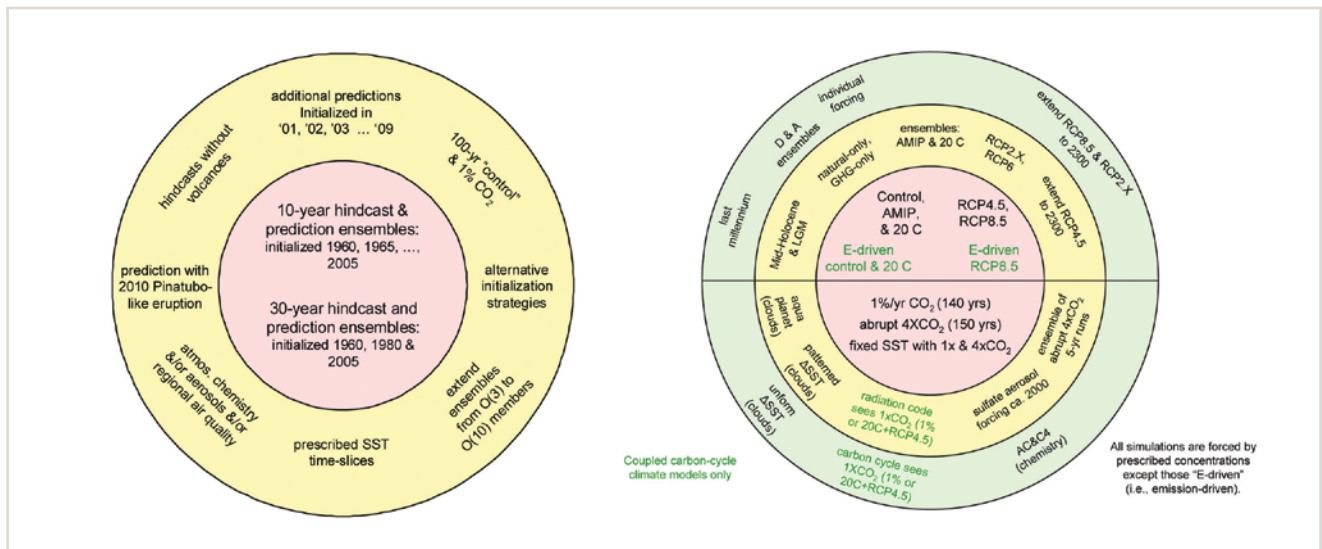 additional predictions
Initialized in
'01, '02, '03 ... '09
hindcasts without
volcanoes
100-yr "control"
& 1% CO₂
10-year hindcast &
prediction ensembles:
initialized 1960, 1965, ...,
2005
30-year hindcast and
prediction ensembles:
initialized 1960, 1980 &
2005
prediction with
2010 Pinatubo-
like eruption
alternative
initialization
strategies
atmos. chemistry
&/or aerosols &/or
regional air quality
prescribed SST
time-slices
extend
ensembles
from O(3) to
O(10) members
individual
forcing
D & A
ensembles
last
millennium
extend RCP8.5 & RCP2.X
to 2300
natural-only,
GHG-only
ensembles:
AMIP & 20 C
RCP2.X,
RCP6
extend RCP4.5
to 2300
Mid-Holocene
& LGM
Control,
AMIP,
& 20 C
RCP4.5,
RCP8.5
E-driven
control & 20 C
E-driven
RCP8.5
1%/yr CO₂ (140 yrs)
abrupt 4XCO₂ (150 yrs)
fixed SST with 1x & 4xCO₂
aqua
planet
(clouds)
patterned
ΔSST
(clouds)
uniform
ΔSST
(clouds)
radiation code
sees 1xCO₂ (1%
or 20C+RCP4.5)
carbon cycle sees
1XCO₂ (1% or
20C+RCP4.5)
ensemble of
abrupt 4xCO₂
5-yr runs
sulfate aerosol
forcing ca. 2000
AC&C4
(chemistry)
Coupled carbon-cycle
climate models only
All simulations are forced by
prescribed concentrations
except those "E-driven"
(i.e., emission-driven).